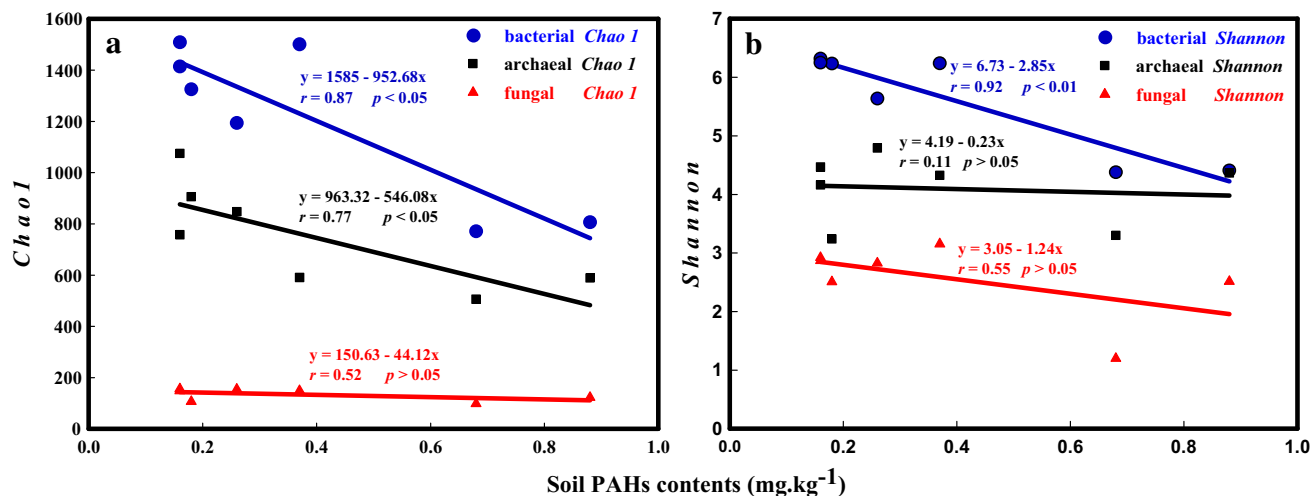 a
bacterial Chao 1
archaeal Chao 1
fungal Chao 1
y = 1585 - 952.68x
r = 0.87 p < 0.05
y = 963.32 - 546.08x
r = 0.77 p < 0.05
y = 150.63 - 44.12x
r = 0.52 p > 0.05
Chao1
1600
1400
1200
1000
800
600
400
200
0
0.0 0.2 0.4 0.6 0.8 1.0
b
bacterial Shannon
archaeal Shannon
fungal Shannon
y = 6.73 - 2.85x
r = 0.92 p < 0.01
y = 4.19 - 0.23x
r = 0.11 p > 0.05
y = 3.05 - 1.24x
r = 0.55 p > 0.05
Shannon
7
6
5
4
3
2
1
0
0.0 0.2 0.4 0.6 0.8 1.0
Soil PAHs contents (mg.kg⁻¹)